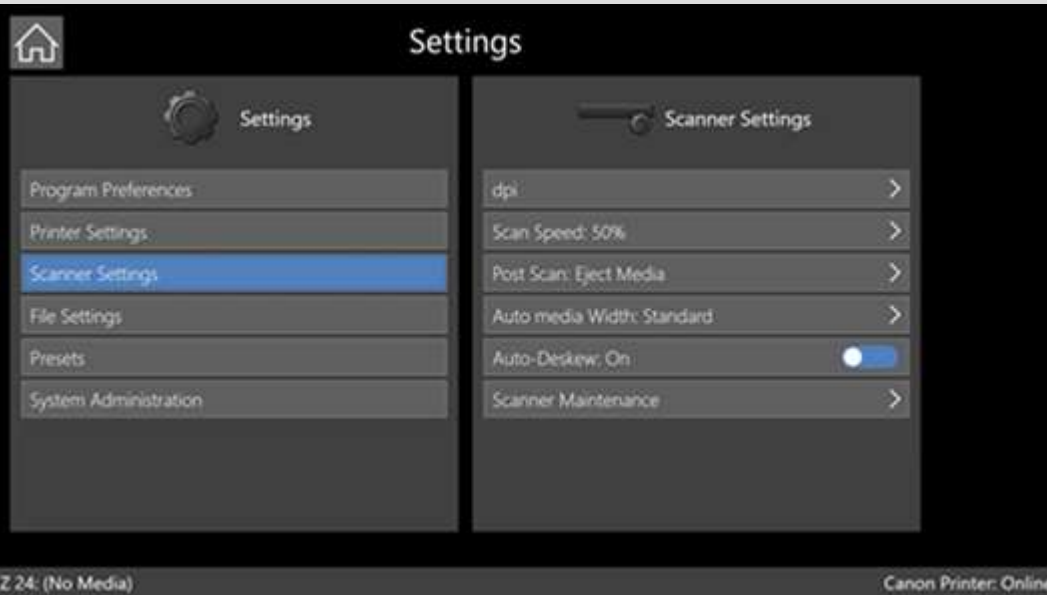 Settings
Settings
Program Preferences
Printer Settings
Scanner Settings
File Settings
Presets
System Administration
Scanner Settings
dpi
Scan Speed: 50%
Post Scan: Eject Media
Auto media Width: Standard
Auto-Deskew: On
Scanner Maintenance
Z 24: (No Media)
Canon Printer: Online